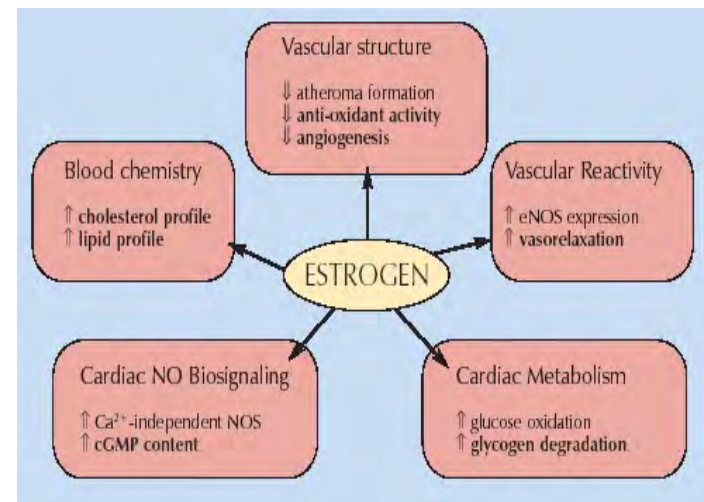 Vascular structure
⇓ atheroma formation
⇓ anti-oxidant activity
⇓ angiogenesis
Blood chemistry
⇑ cholesterol profile
⇑ lipid profile
Vascular Reactivity
⇑ eNOS expression
⇑ vasorelaxation
ESTROGEN
Cardiac NO Biosignaling
⇑ Ca²⁺-independent NOS
⇑ cGMP content
Cardiac Metabolism
⇑ glucose oxidation
⇑ glycogen degradation